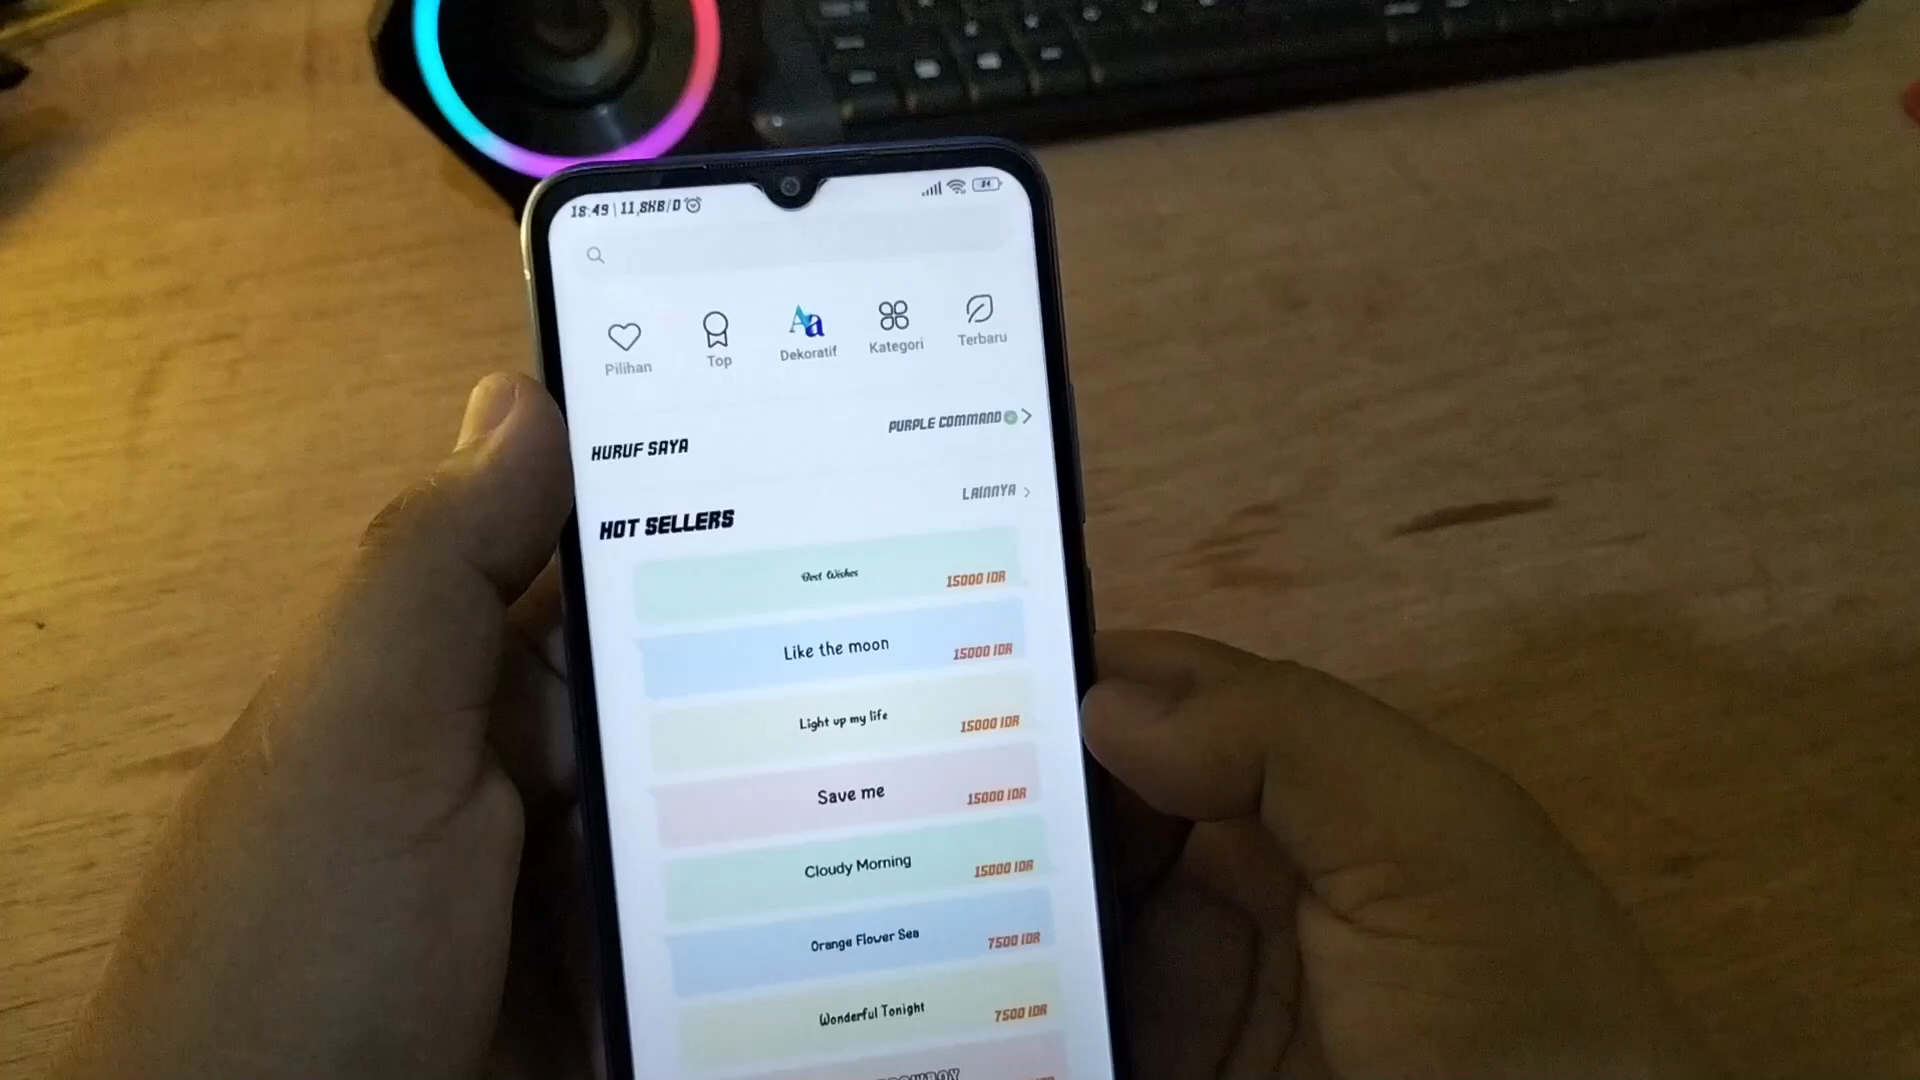 18:49 | 11,8KB/D
84
Pilihan
Top
Dekoratif
Kategori
Terbaru
HURUF SAYA
PURPLE COMMAND
HOT SELLERS
LAINNYA
Best Wishes
15000 IDR
Like the moon
15000 IDR
Light up my life
15000 IDR
Save me
15000 IDR
Cloudy Morning
15000 IDR
Orange Flower Sea
7500 IDR
Wonderful Tonight
7500 IDR